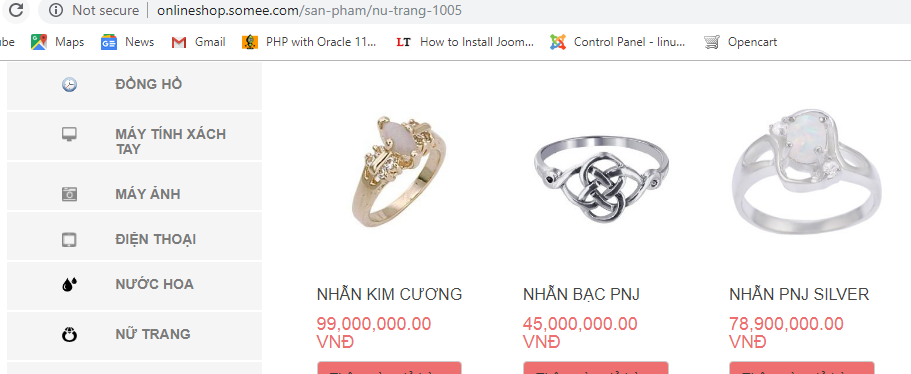 Not secure | onlineshop.somee.com/san-pham/nu-trang-1005
be Maps News Gmail PHP with Oracle 11... LT How to Install Joom... Control Panel - linu... Opencart
ĐỒNG HỒ
MÁY TÍNH XÁCH
TAY
MÁY ẢNH
ĐIỆN THOẠI
NƯỚC HOA
NỮ TRANG
NHẪN KIM CƯƠNG
99,000,000.00
VNĐ
NHẪN BẠC PNJ
45,000,000.00
VNĐ
NHẪN PNJ SILVER
78,900,000.00
VNĐ